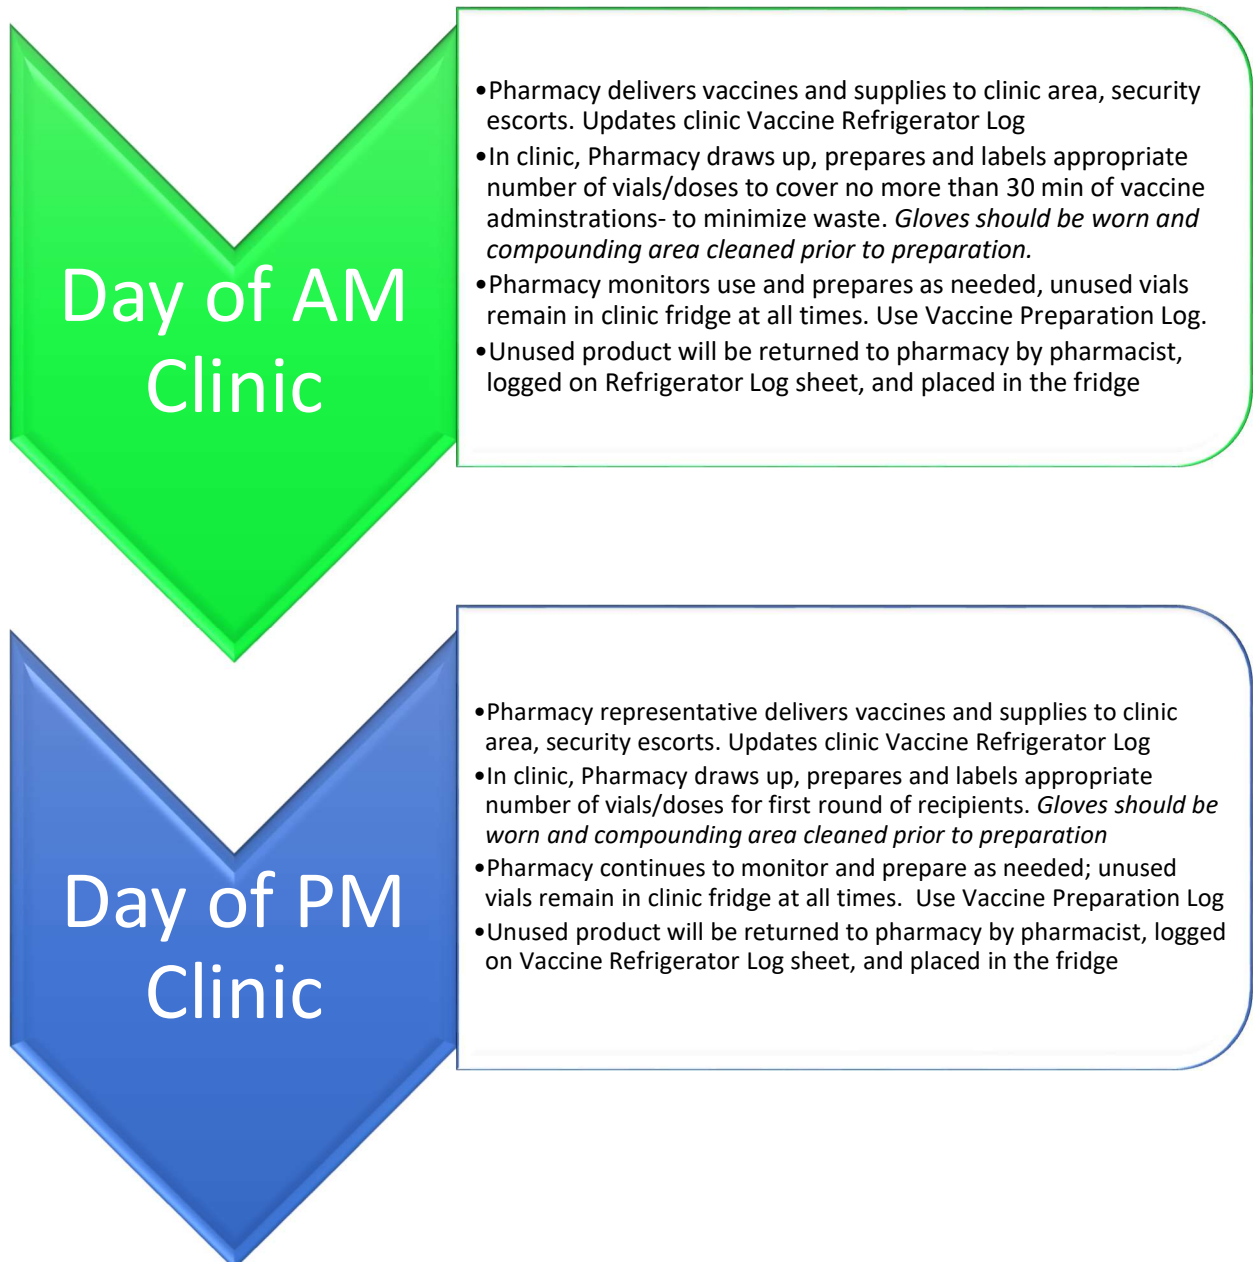 Day of AM
Clinic
•Pharmacy delivers vaccines and supplies to clinic area, security
escorts. Updates clinic Vaccine Refrigerator Log
•In clinic, Pharmacy draws up, prepares and labels appropriate
number of vials/doses to cover no more than 30 min of vaccine
adminstrations- to minimize waste. Gloves should be worn and
compounding area cleaned prior to preparation.
•Pharmacy monitors use and prepares as needed, unused vials
remain in clinic fridge at all times. Use Vaccine Preparation Log.
•Unused product will be returned to pharmacy by pharmacist,
logged on Refrigerator Log sheet, and placed in the fridge
Day of PM
Clinic
•Pharmacy representative delivers vaccines and supplies to clinic
area, security escorts. Updates clinic Vaccine Refrigerator Log
•In clinic, Pharmacy draws up, prepares and labels appropriate
number of vials/doses for first round of recipients. Gloves should be
worn and compounding area cleaned prior to preparation
•Pharmacy continues to monitor and prepare as needed; unused
vials remain in clinic fridge at all times.  Use Vaccine Preparation Log
•Unused product will be returned to pharmacy by pharmacist, logged
on Vaccine Refrigerator Log sheet, and placed in the fridge